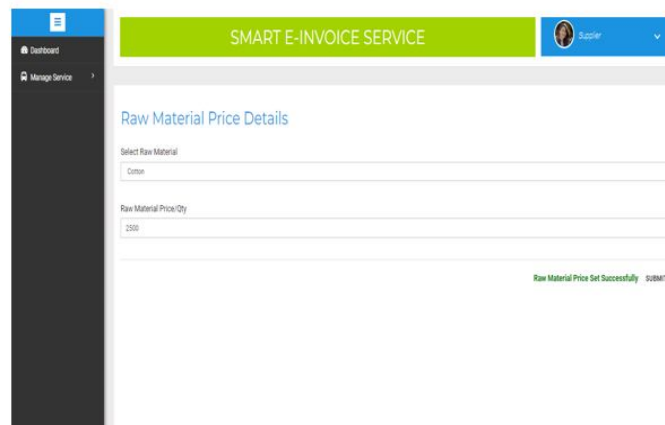 SMART E-INVOICE SERVICE
Supplier
Dashboard
Manage Service
Raw Material Price Details
Select Raw Material
Cotton
Raw Material Price/Qty
2500
Raw Material Price Set Successfully SUBMIT